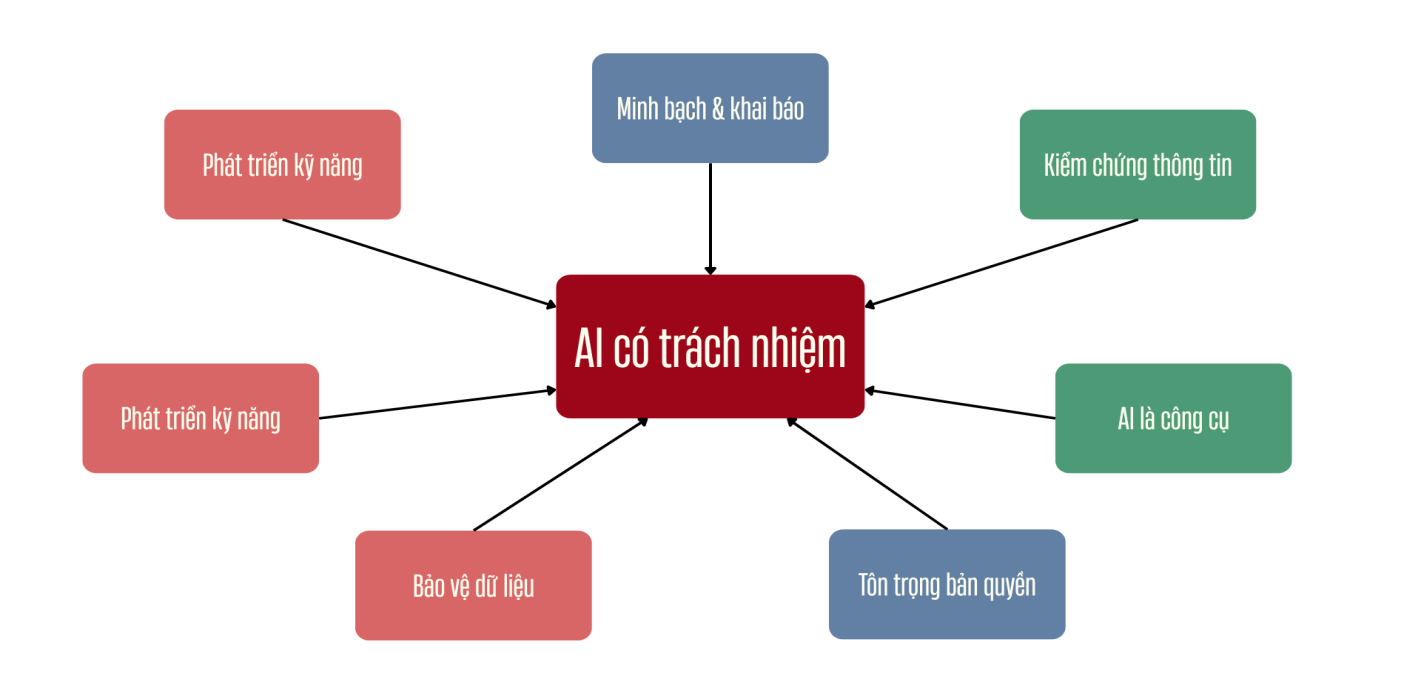 Minh bạch & khai báo
Phát triển kỹ năng
Kiểm chứng thông tin
AI có trách nhiệm
Phát triển kỹ năng
AI là công cụ
Bảo vệ dữ liệu
Tôn trọng bản quyền